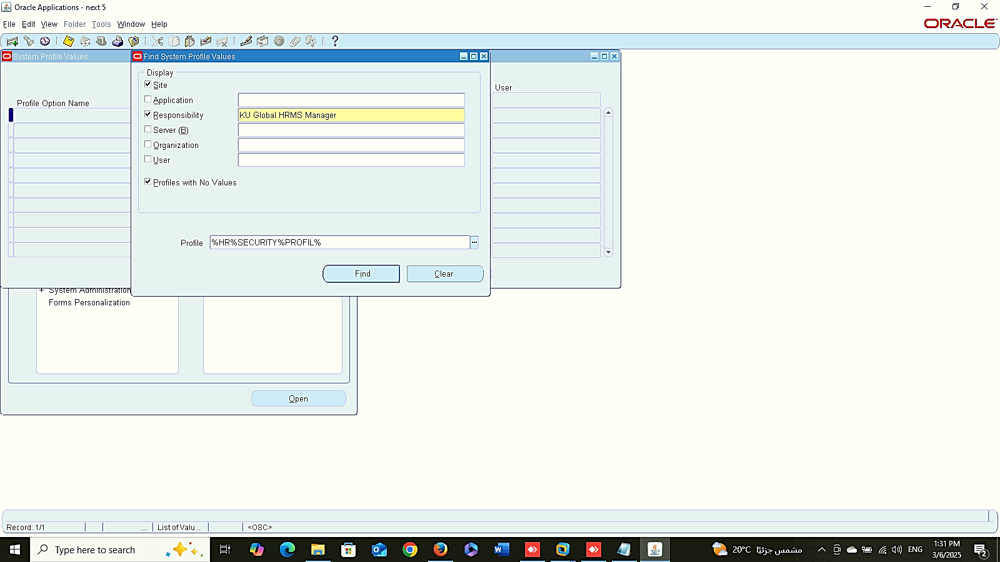 Oracle Applications - next 5
File Edit View Folder Tools Window Help
ORACLE
System Profile Values
Find System Profile Values
Display
Site
Application
Responsibility KU Global HRMS Manager
Server (B)
Organization
User
Profiles with No Values
Profile %HR%SECURITY%PROFIL%
Find Clear
Profile Option Name
User
+ System Administration
Forms Personalization
Open
Record: 1/1 ... List of Valu... <OSC>
Type here to search
20°C مشمس جزئيًا
ENG
1:31 PM
3/6/2025
2